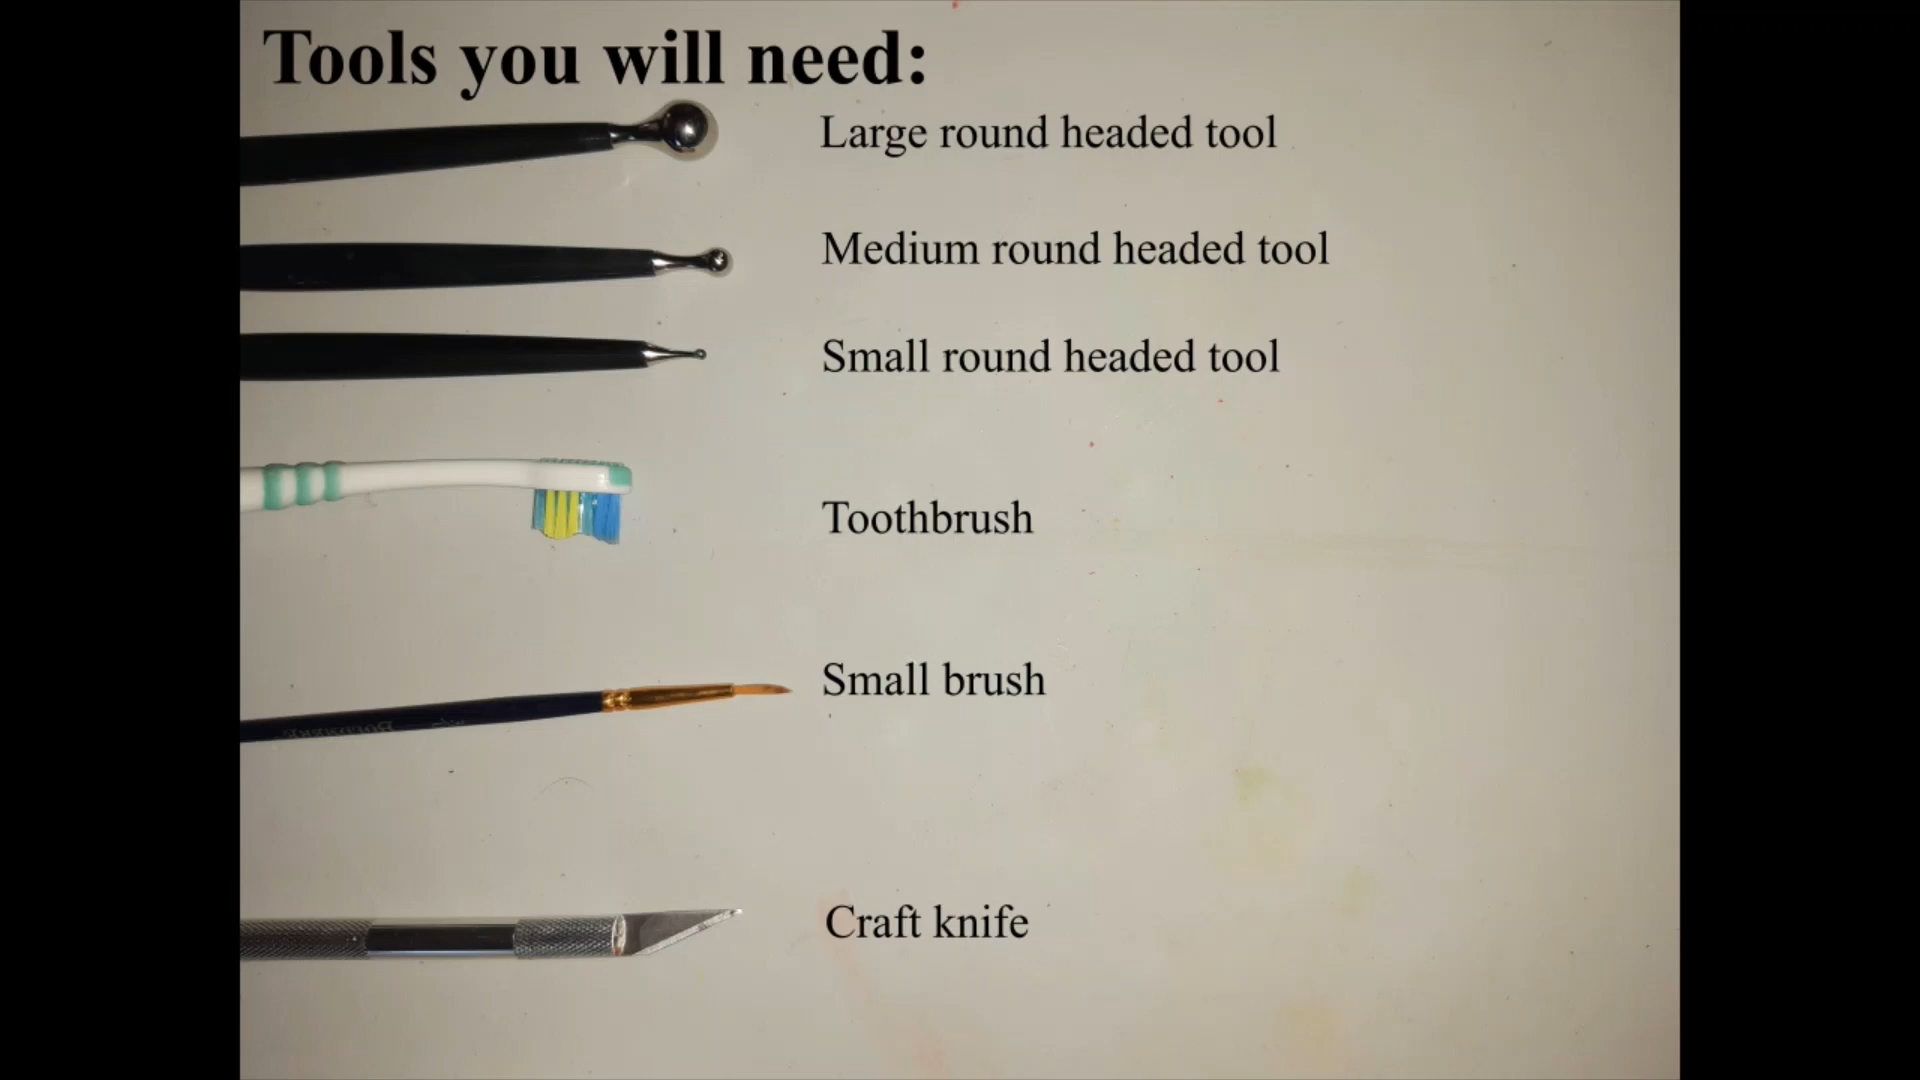 Tools you will need:
Large round headed tool
Medium round headed tool
Small round headed tool
Toothbrush
Small brush
Craft knife